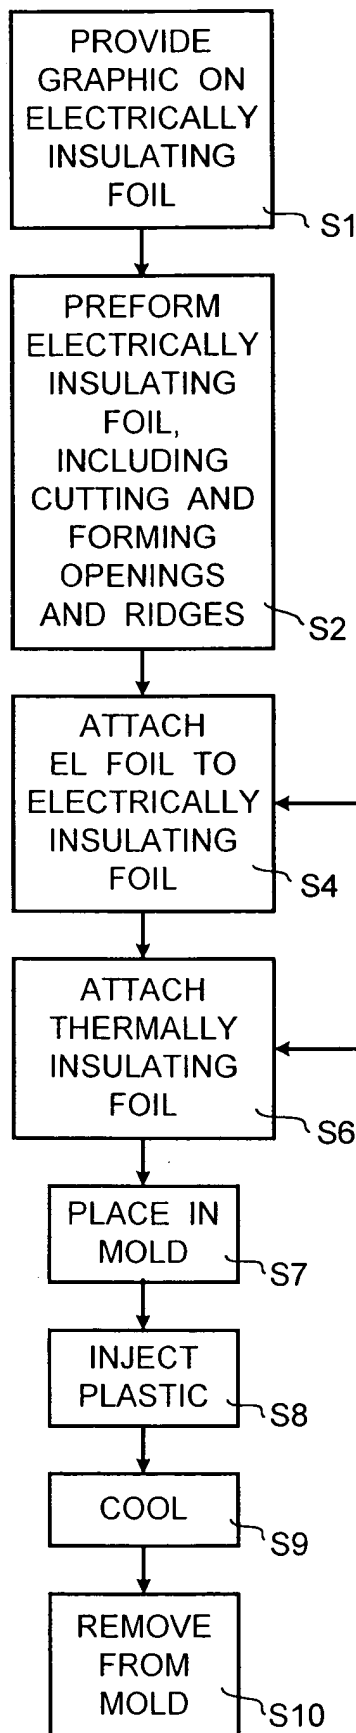 PROVIDE
GRAPHIC ON
ELECTRICALLY
INSULATING
FOIL
S1
PREFORM
ELECTRICALLY
INSULATING
FOIL,
INCLUDING
CUTTING AND
FORMING
OPENINGS
AND RIDGES
S2
ATTACH
EL FOIL TO
ELECTRICALLY
INSULATING
FOIL
S4
ATTACH
THERMALLY
INSULATING
FOIL
S6
PLACE IN
MOLD
S7
INJECT
PLASTIC
S8
COOL
S9
REMOVE
FROM
MOLD
S10